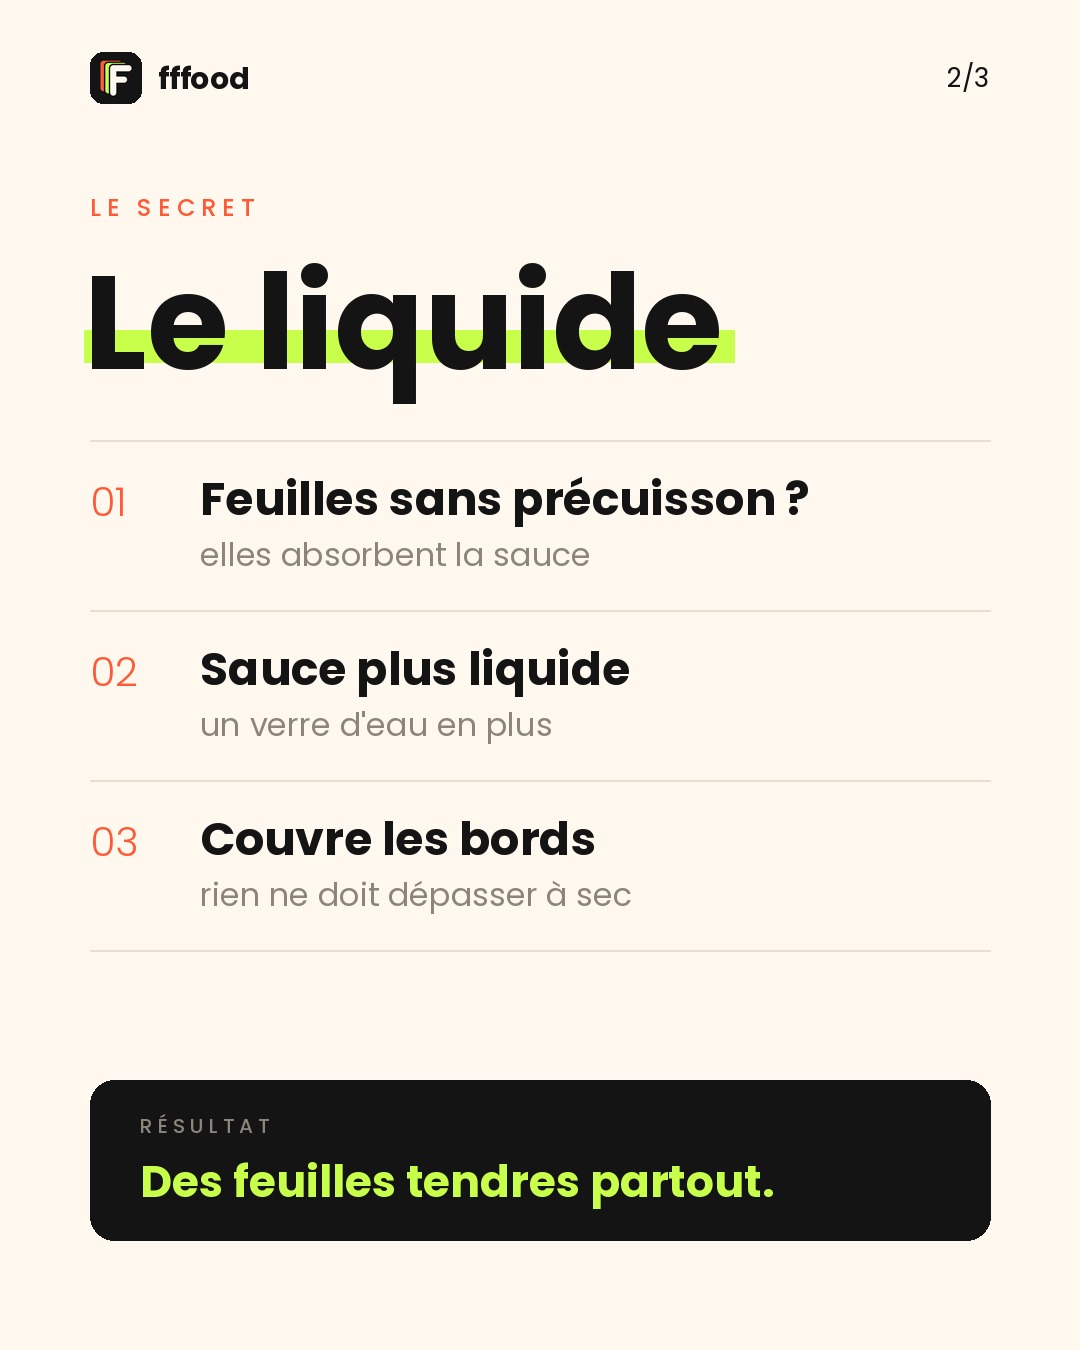 fffood
2/3
LE SECRET
Le liquide
01
Feuilles sans précuisson ?
elles absorbent la sauce
02
Sauce plus liquide
un verre d'eau en plus
03
Couvre les bords
rien ne doit dépasser à sec
RÉSULTAT
Des feuilles tendres partout.